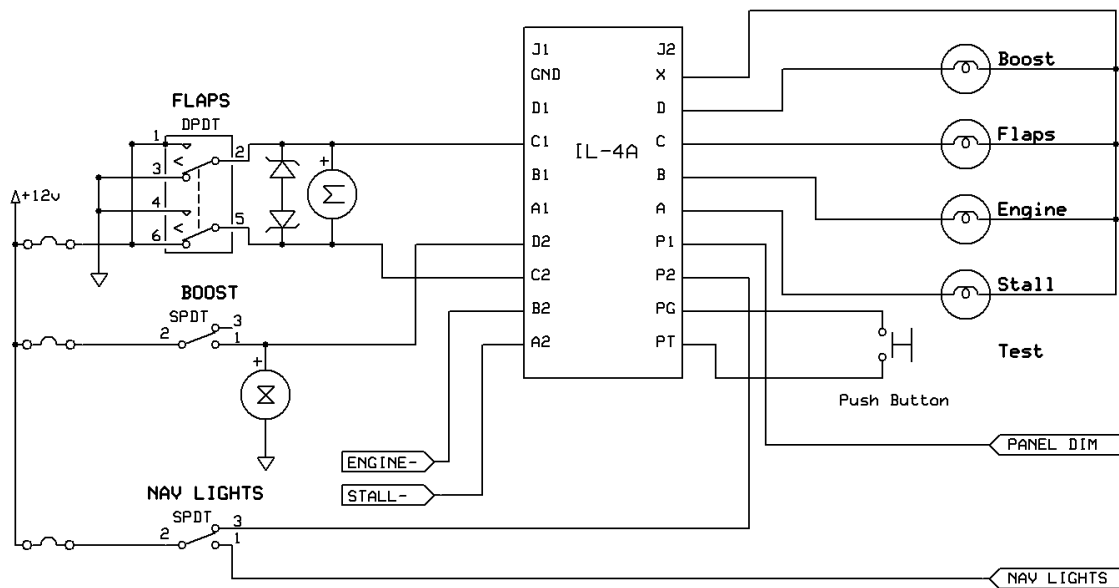 J1
J2
GND
X
Boost
FLAPS
D1
D
DPDT
1
2
C1
IL-4A
C
Flaps
+
3
B1
B
+12v
4
A1
A
Engine
5
6
D2
P1
C2
P2
Stall
BOOST
SPDT
3
B2
PG
2
1
A2
PT
Test
+
Push Button
PANEL DIM
ENGINE-
STALL-
NAV LIGHTS
SPDT
3
2
1
NAV LIGHTS